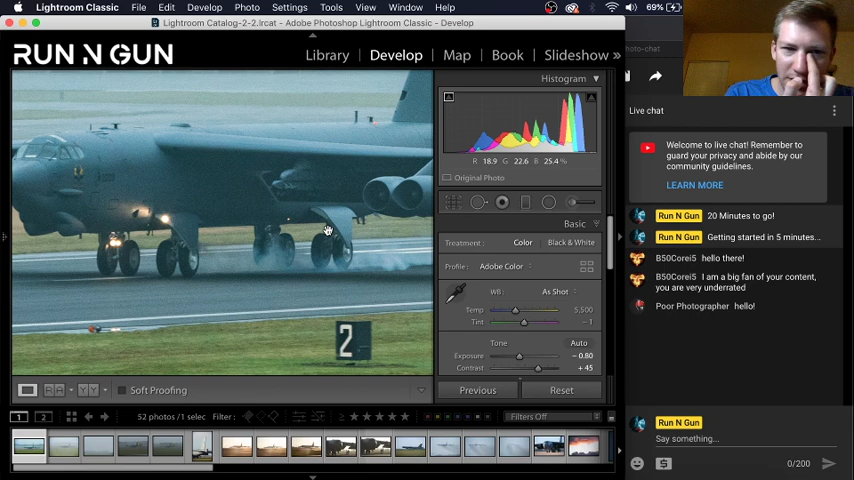 Lightroom Classic File Edit Develop Photo Settings Tools View Window Help 69%
Lightroom Catalog-2-2.lrcat - Adobe Photoshop Lightroom Classic - Develop
RUN N GUN
Library | Develop | Map | Book | Slideshow »
Histogram
R 18.9 G 22.6 B 25.4 %
Original Photo
Basic
Treatment : Color Black & White
Profile : Adobe Color
WB : As Shot
Temp 5,500
Tint – 1
Tone Auto
Exposure – 0.80
Contrast + 45
Previous Reset
2
Soft Proofing
1 2 52 photos /1 selec Filter : Filters Off
hoto-chat
Live chat
Welcome to live chat! Remember to
guard your privacy and abide by our
community guidelines.
LEARN MORE
Run N Gun 20 Minutes to go!
Run N Gun Getting started in 5 minutes...
B50Corei5 hello there!
B50Corei5 I am a big fan of your content,
you are very underrated
Poor Photographer hello!
Run N Gun
Say something...
0/200